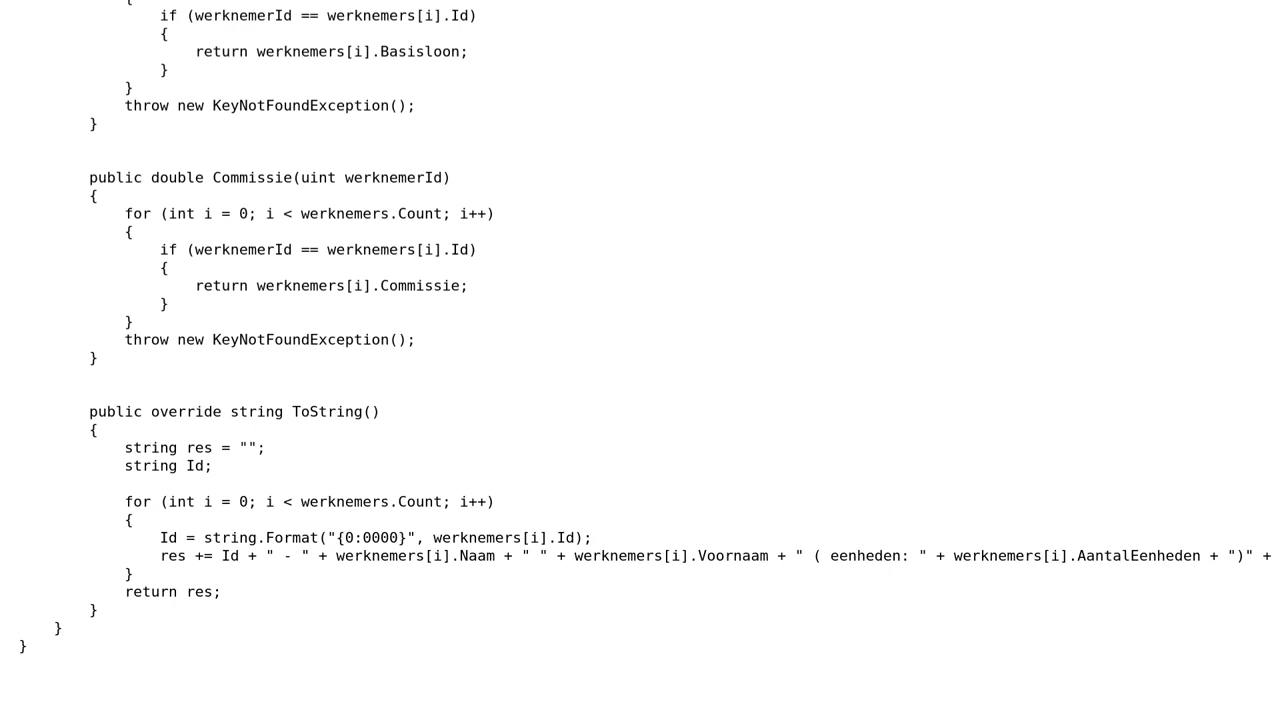 {
if (werknemerId == werknemers[i].Id)
{
return werknemers[i].Basisloon;
}
}
throw new KeyNotFoundException();
}
public double Commissie(uint werknemerId)
{
for (int i = 0; i < werknemers.Count; i++)
{
if (werknemerId == werknemers[i].Id)
{
return werknemers[i].Commissie;
}
}
throw new KeyNotFoundException();
}
public override string ToString()
{
string res = "";
string Id;
for (int i = 0; i < werknemers.Count; i++)
{
Id = string.Format("{0:0000}", werknemers[i].Id);
res += Id + " - " + werknemers[i].Naam + " " + werknemers[i].Voornaam + " ( eenheden: " + werknemers[i].AantalEenheden + ")" +
}
return res;
}
}
}